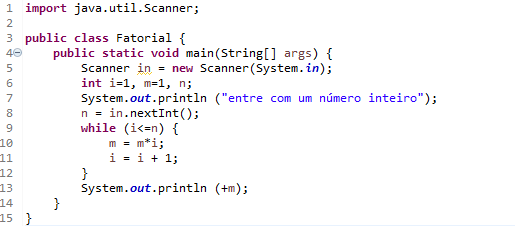 1 import java.util.Scanner;
2
3 public class Fatorial {
4 public static void main(String[] args) {
5 Scanner in = new Scanner(System.in);
6 int i=1, m=1, n;
7 System.out.println ("entre com um número inteiro");
8 n = in.nextInt();
9 while (i<=n) {
10 m = m*i;
11 i = i + 1;
12 }
13 System.out.println (+m);
14 }
15 }